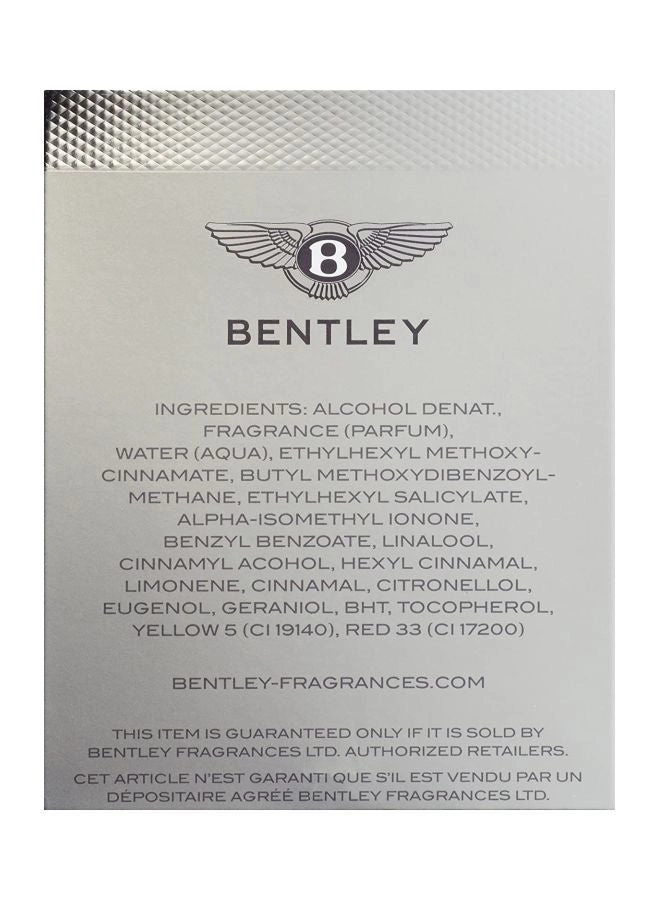 B
BENTLEY
INGREDIENTS: ALCOHOL DENAT.,
FRAGRANCE (PARFUM),
WATER (AQUA), ETHYLHEXYL METHOXY-
CINNAMATE, BUTYL METHOXYDIBENZOYL-
METHANE, ETHYLHEXYL SALICYLATE,
ALPHA-ISOMETHYL IONONE,
BENZYL BENZOATE, LINALOOL,
CINNAMYL ACOHOL, HEXYL CINNAMAL,
LIMONENE, CINNAMAL, CITRONELLOL,
EUGENOL, GERANIOL, BHT, TOCOPHEROL,
YELLOW 5 (CI 19140), RED 33 (CI 17200)
BENTLEY-FRAGRANCES.COM
THIS ITEM IS GUARANTEED ONLY IF IT IS SOLD BY
BENTLEY FRAGRANCES LTD. AUTHORIZED RETAILERS.
CET ARTICLE N'EST GARANTI QUE S'IL EST VENDU PAR UN
DÉPOSITAIRE AGRÉÉ BENTLEY FRAGRANCES LTD.